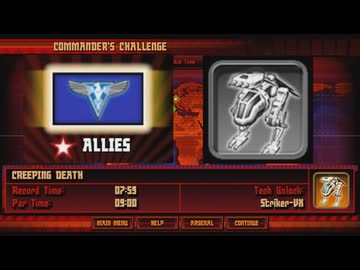 COMMANDER'S CHALLENGE
ALLIES
CREEPING DEATH
Record Time: 07:59
Tech Unlock:
Par Time: 09:00
Striker-VX
MAIN MENU
HELP
ARSENAL
CONTINUE